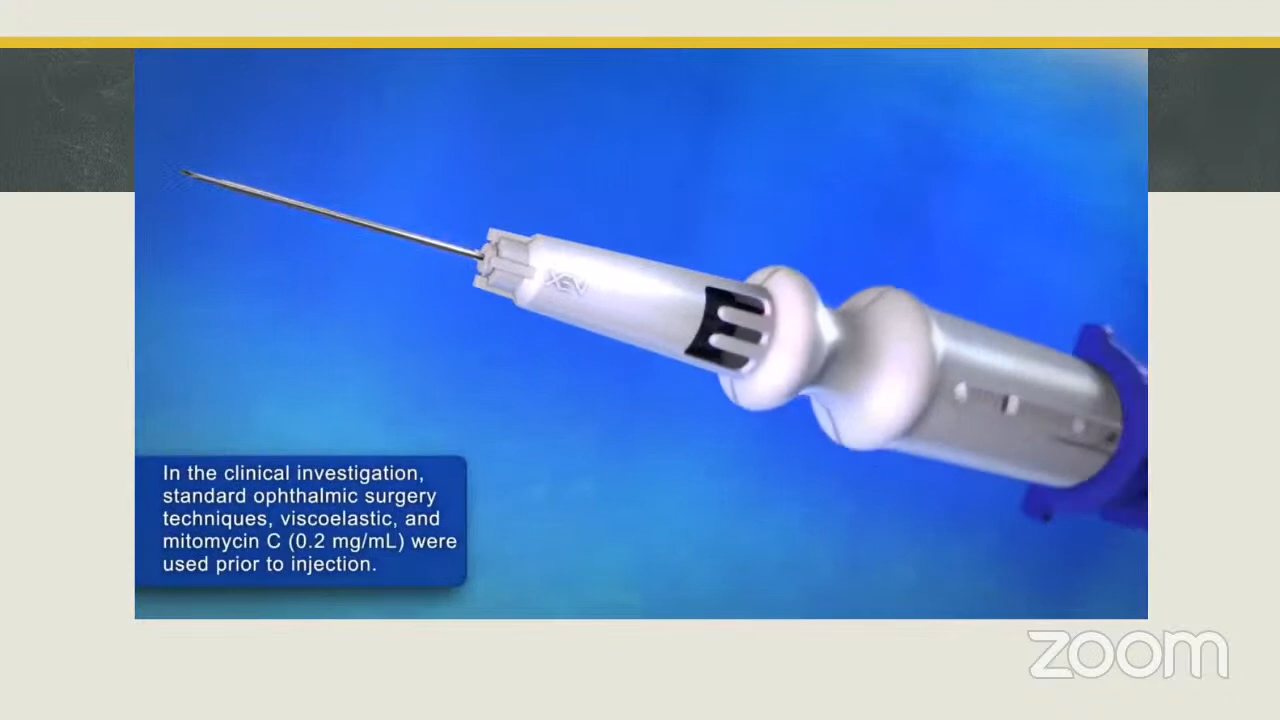 XEN
In the clinical investigation,
standard ophthalmic surgery
techniques, viscoelastic, and
mitomycin C (0.2 mg/mL) were
used prior to injection.
zoom